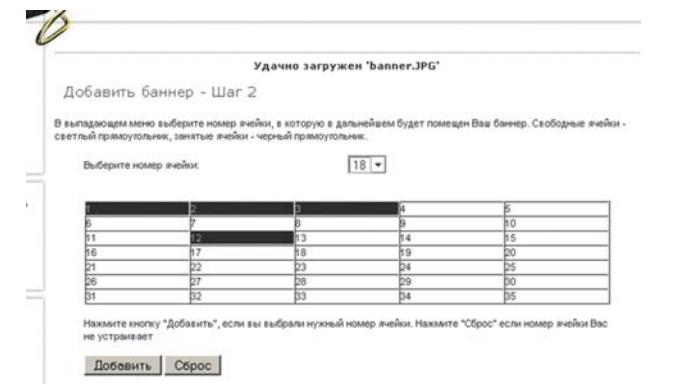 Удачно загружен 'banner.JPG'
Добавить баннер - Шаг 2
В выпадающем меню выберите номер ячейки, в которую в дальнейшем будет помещен Ваш баннер. Свободные ячейки -
светлый прямоугольник, занятые ячейки - черный прямоугольник.
Выберите номер ячейки: 18
1 2 3 4 5
6 7 8 9 10
11 12 13 14 15
16 17 18 19 20
21 22 23 24 25
26 27 28 29 30
31 32 33 34 35
Нажмите кнопку "Добавить", если вы выбрали нужный номер ячейки. Нажмите "Сброс" если номер ячейки Вас
не устраивает
Добавить Сброс